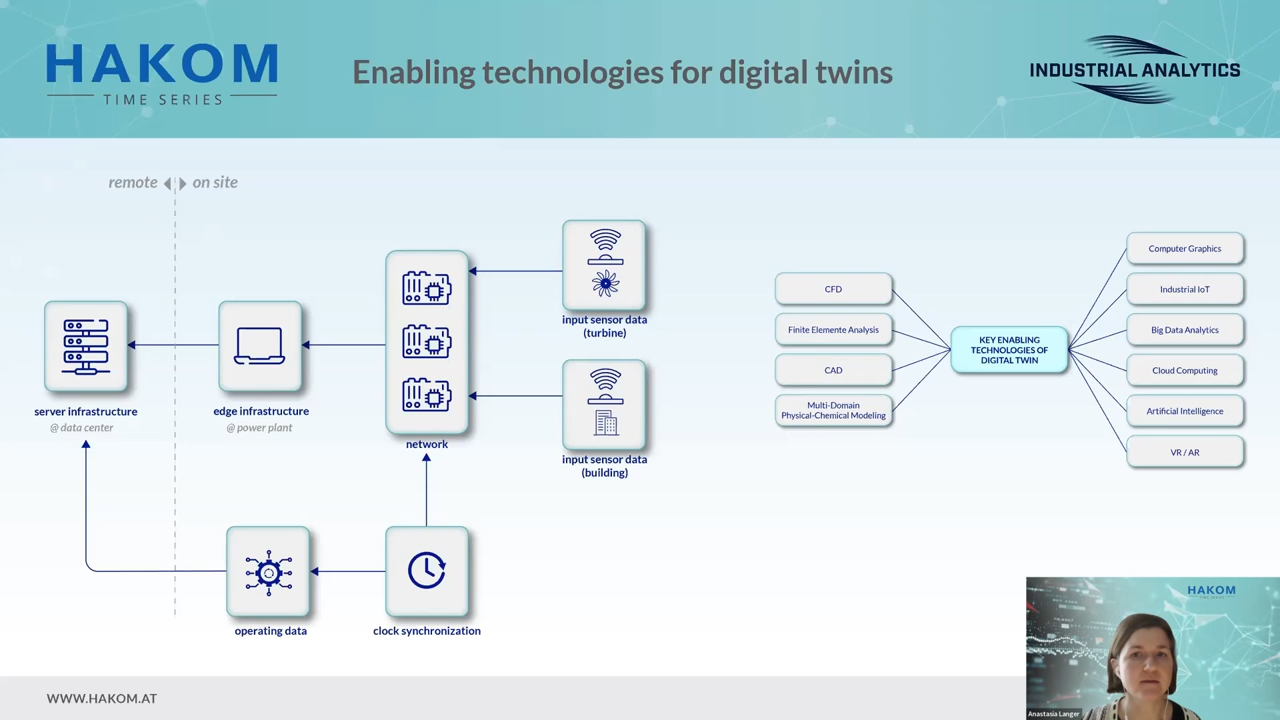 HAKOM
TIME SERIES
Enabling technologies for digital twins
INDUSTRIAL ANALYTICS
remote
on site
server infrastructure
@ data center
edge infrastructure
@ power plant
network
input sensor data
(turbine)
input sensor data
(building)
operating data
clock synchronization
CFD
Finite Elemente Analysis
CAD
Multi-Domain
Physical-Chemical Modeling
KEY ENABLING
TECHNOLOGIES OF
DIGITAL TWIN
Computer Graphics
Industrial IoT
Big Data Analytics
Cloud Computing
Artificial Intelligence
VR / AR
HAKOM
TIME SERIES
Anastasia Langer
WWW.HAKOM.AT